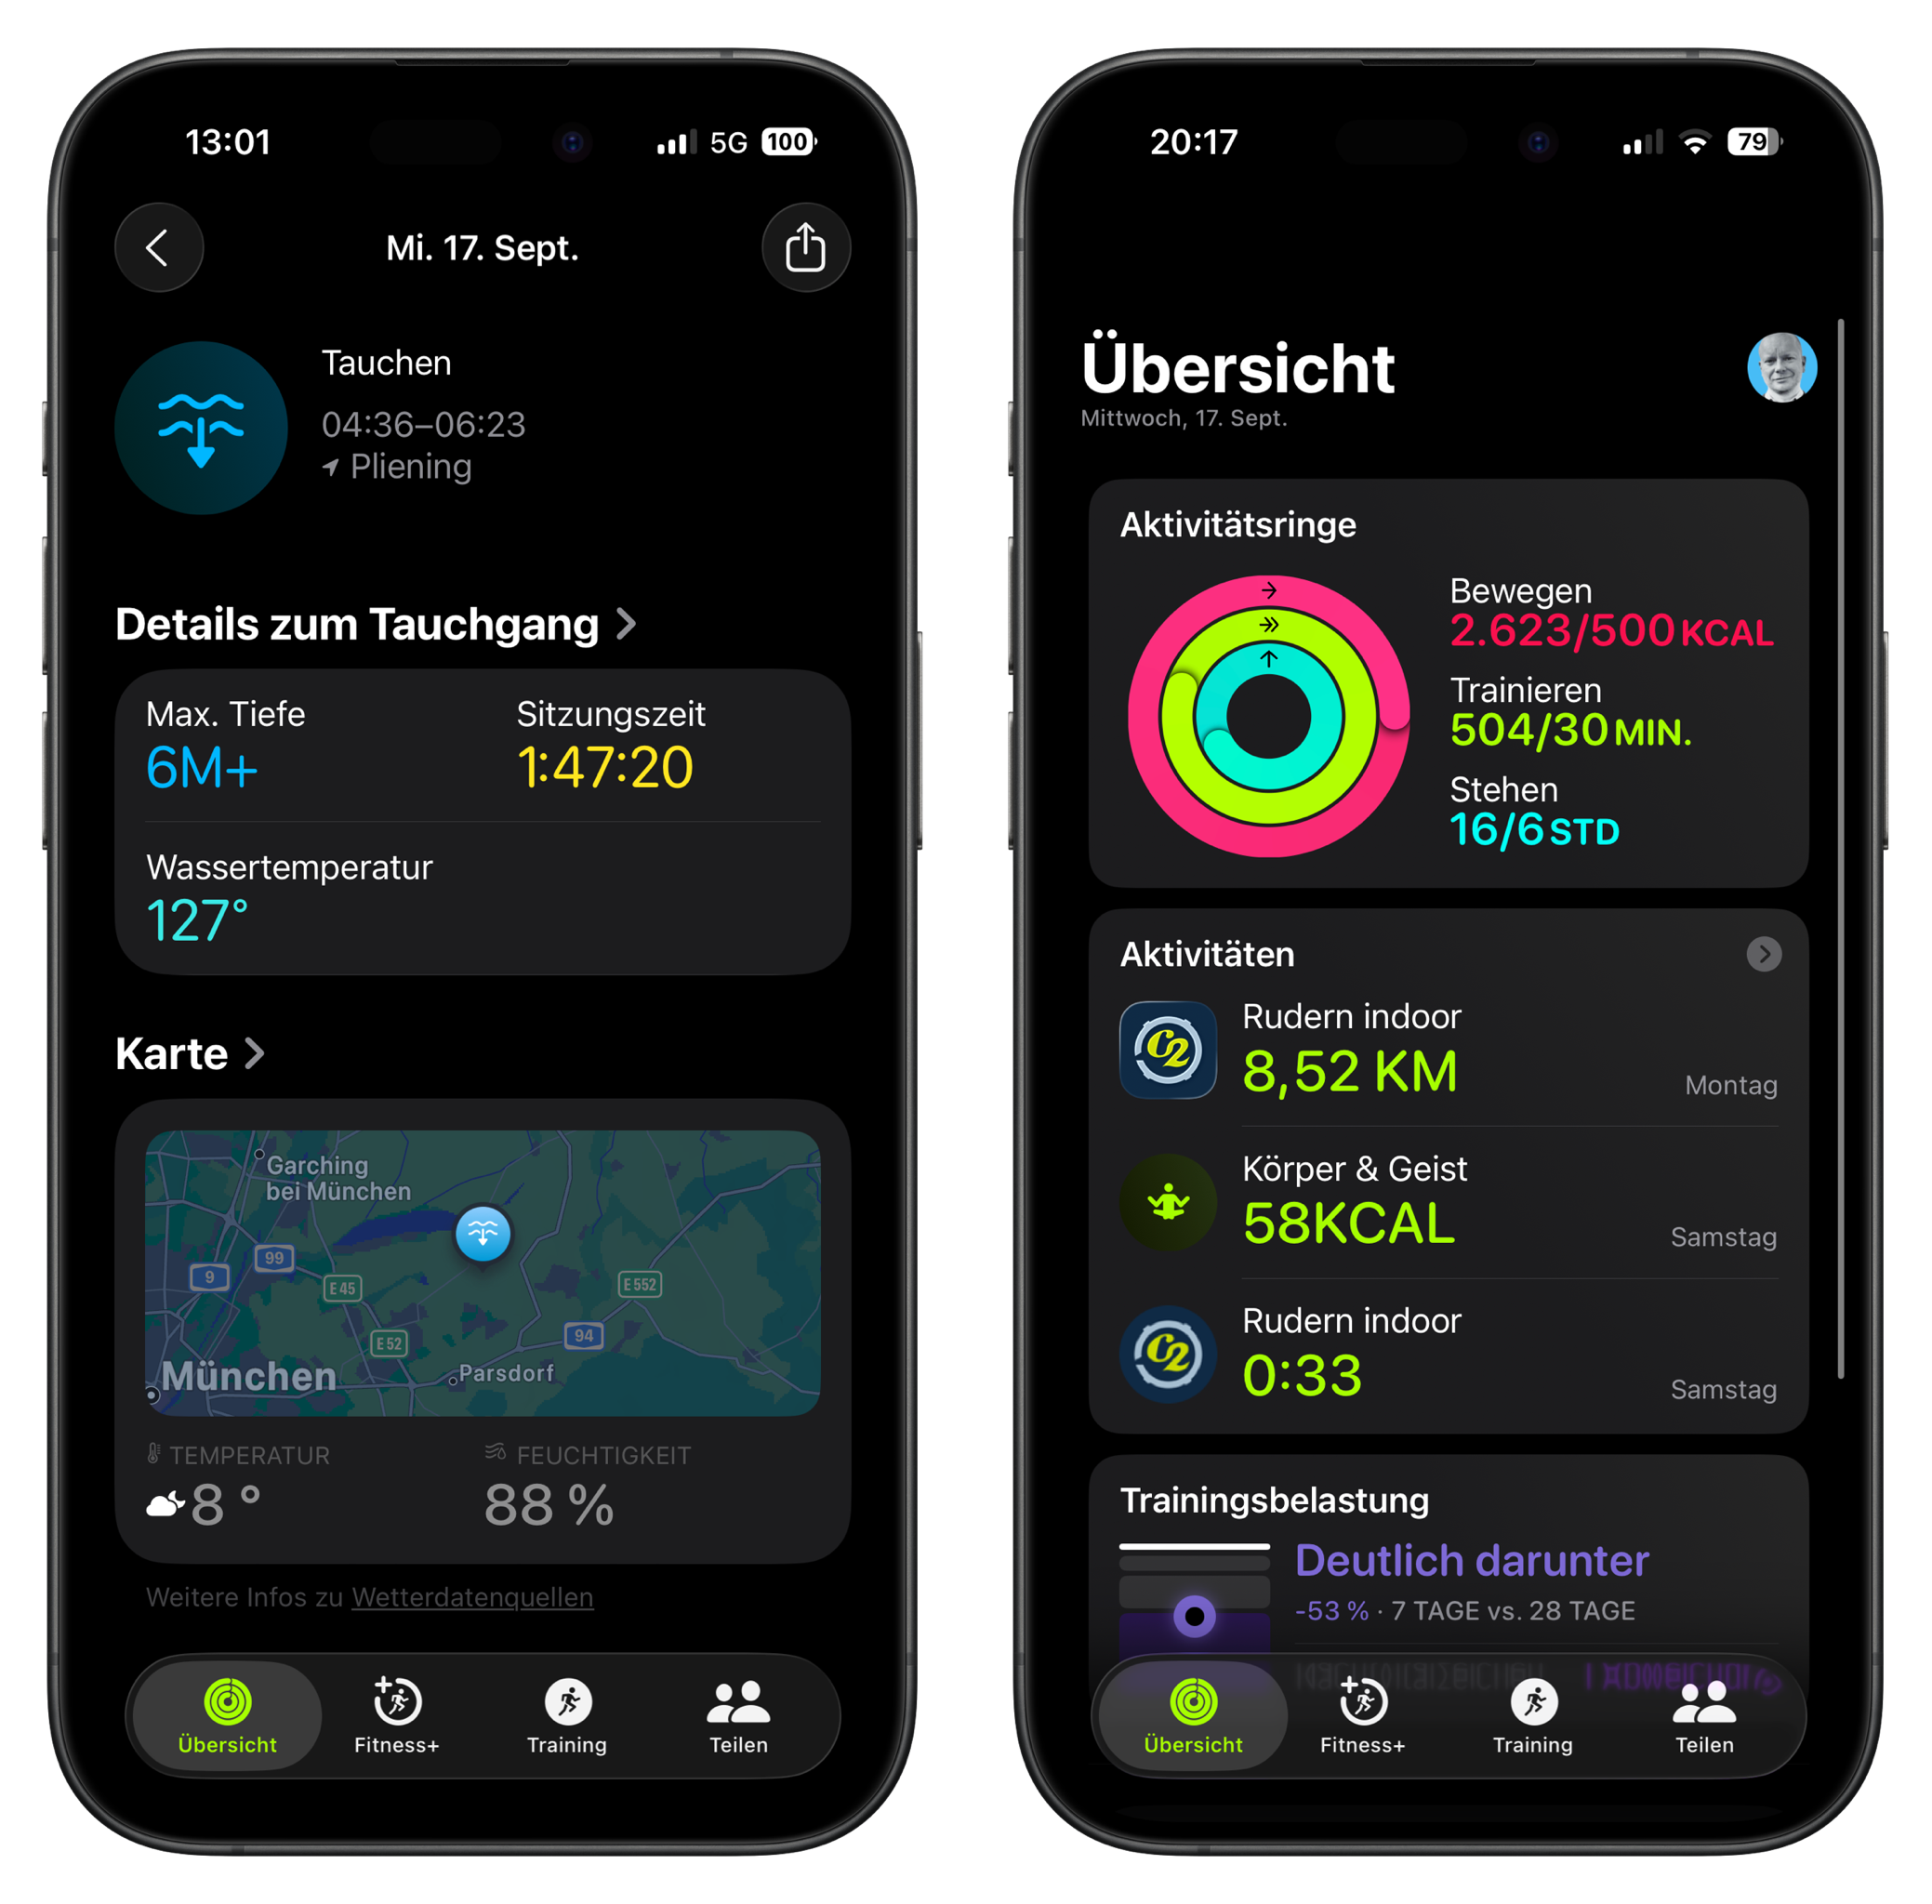 13:01
5G
100
Mi. 17. Sept.
Tauchen
04:36–06:23
Pliening
Details zum Tauchgang
Max. Tiefe
Sitzungszeit
6M+
1:47:20
Wassertemperatur
127°
Karte
Garching
bei München
99
9
E 45
E 552
E 52
94
München
Parsdorf
TEMPERATUR
FEUCHTIGKEIT
8 °
88 %
Weitere Infos zu Wetterdatenquellen
Übersicht
Fitness+
Training
Teilen
20:17
79
Übersicht
Mittwoch, 17. Sept.
Aktivitätsringe
Bewegen
2.623/500 KCAL
Trainieren
504/30 MIN.
Stehen
16/6 STD
Aktivitäten
C2
Rudern indoor
8,52 KM
Montag
Körper & Geist
58KCAL
Samstag
C2
Rudern indoor
0:33
Samstag
Trainingsbelastung
Deutlich darunter
-53 % · 7 TAGE vs. 28 TAGE
Übersicht
Fitness+
Training
Teilen